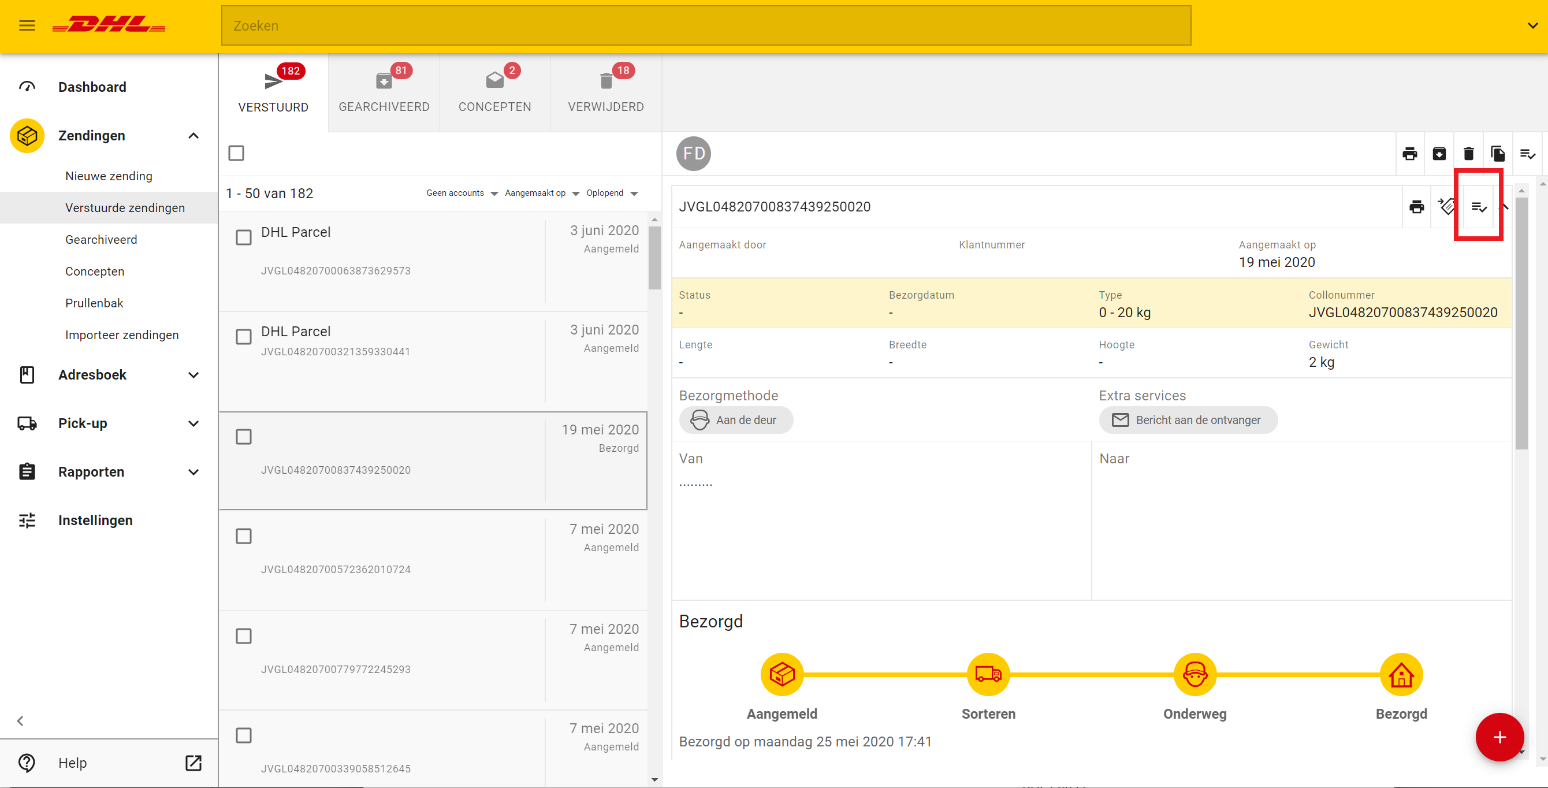 DHL
Zoeken
Dashboard
Zendingen
Nieuwe zending
Verstuurde zendingen
Gearchiveerd
Concepten
Prullenbak
Importeer zendingen
Adresboek
Pick-up
Rapporten
Instellingen
Help
182
VERSTUURD
81
GEARCHIVEERD
2
CONCEPTEN
18
VERWIJDERD
1 - 50 van 182
Geen accounts
Aangemaakt op
Oplopend
DHL Parcel
3 juni 2020
Aangemeld
JVGL04820700063873629573
DHL Parcel
3 juni 2020
Aangemeld
JVGL04820700321359330441
19 mei 2020
Bezorgd
JVGL04820700837439250020
7 mei 2020
Aangemeld
JVGL04820700572362010724
7 mei 2020
Aangemeld
JVGL04820700779772245293
7 mei 2020
Aangemeld
JVGL04820700339058512645
FD
JVGL04820700837439250020
Aangemaakt door
Klantnummer
Aangemaakt op
19 mei 2020
Status
-
Bezorgdatum
-
Type
0 - 20 kg
Collonummer
JVGL04820700837439250020
Lengte
-
Breedte
-
Hoogte
-
Gewicht
2 kg
Bezorgmethode
Aan de deur
Extra services
Bericht aan de ontvanger
Van
.........
Naar
Bezorgd
Aangemeld
Sorteren
Onderweg
Bezorgd
Bezorgd op maandag 25 mei 2020 17:41